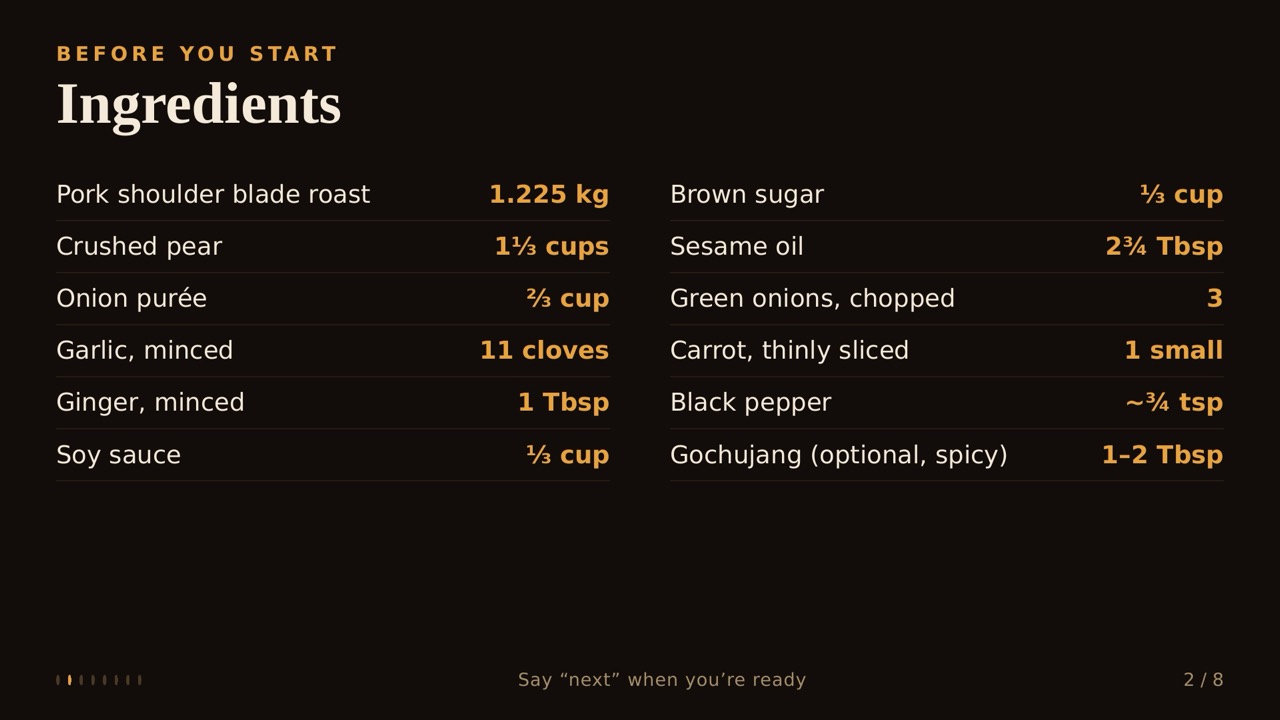 BEFORE YOU START
Ingredients
Pork shoulder blade roast 1.225 kg
Crushed pear 1⅓ cups
Onion purée ⅔ cup
Garlic, minced 11 cloves
Ginger, minced 1 Tbsp
Soy sauce ⅓ cup
Brown sugar ⅓ cup
Sesame oil 2¾ Tbsp
Green onions, chopped 3
Carrot, thinly sliced 1 small
Black pepper ~¾ tsp
Gochujang (optional, spicy) 1–2 Tbsp
Say “next” when you’re ready
2 / 8